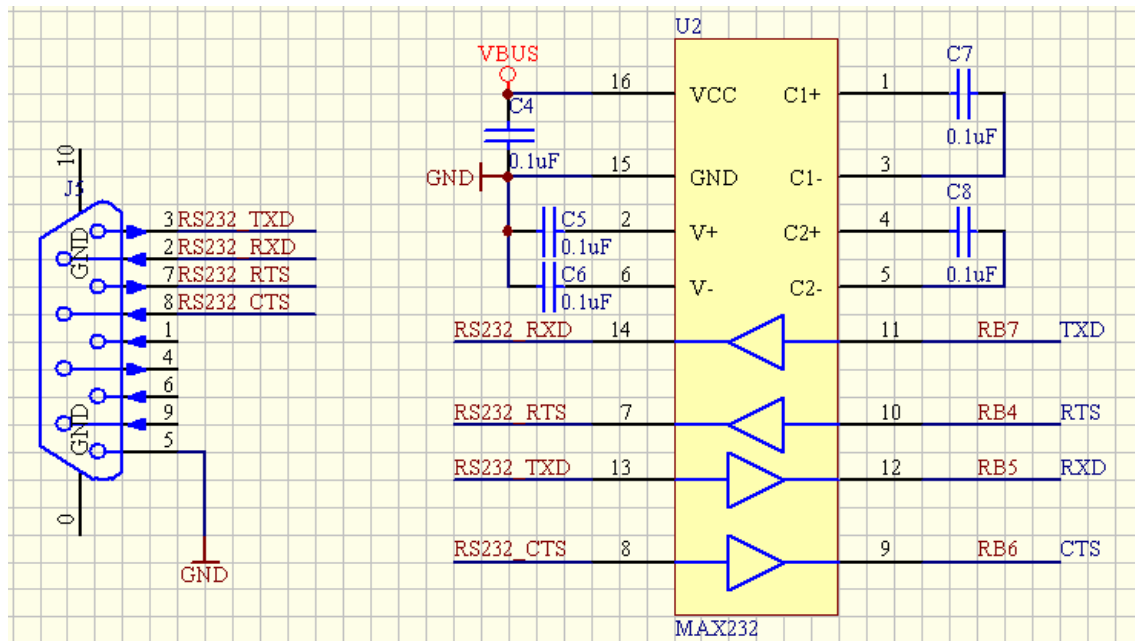 U2
VBUS
C4
0.1uF
GND
16
15
C5
0.1uF
2
C6
0.1uF
6
VCC
GND
V+
V-
C1+
C1-
C2+
C2-
1
3
4
5
C7
0.1uF
C8
0.1uF
10
J5
GND
3 RS232_TXD
2 RS232_RXD
7 RS232_RTS
8 RS232_CTS
1
4
6
9
5
GND
0
GND
RS232_RXD 14 11 RB7 TXD
RS232_RTS 7 10 RB4 RTS
RS232_TXD 13 12 RB5 RXD
RS232_CTS 8 9 RB6 CTS
MAX232